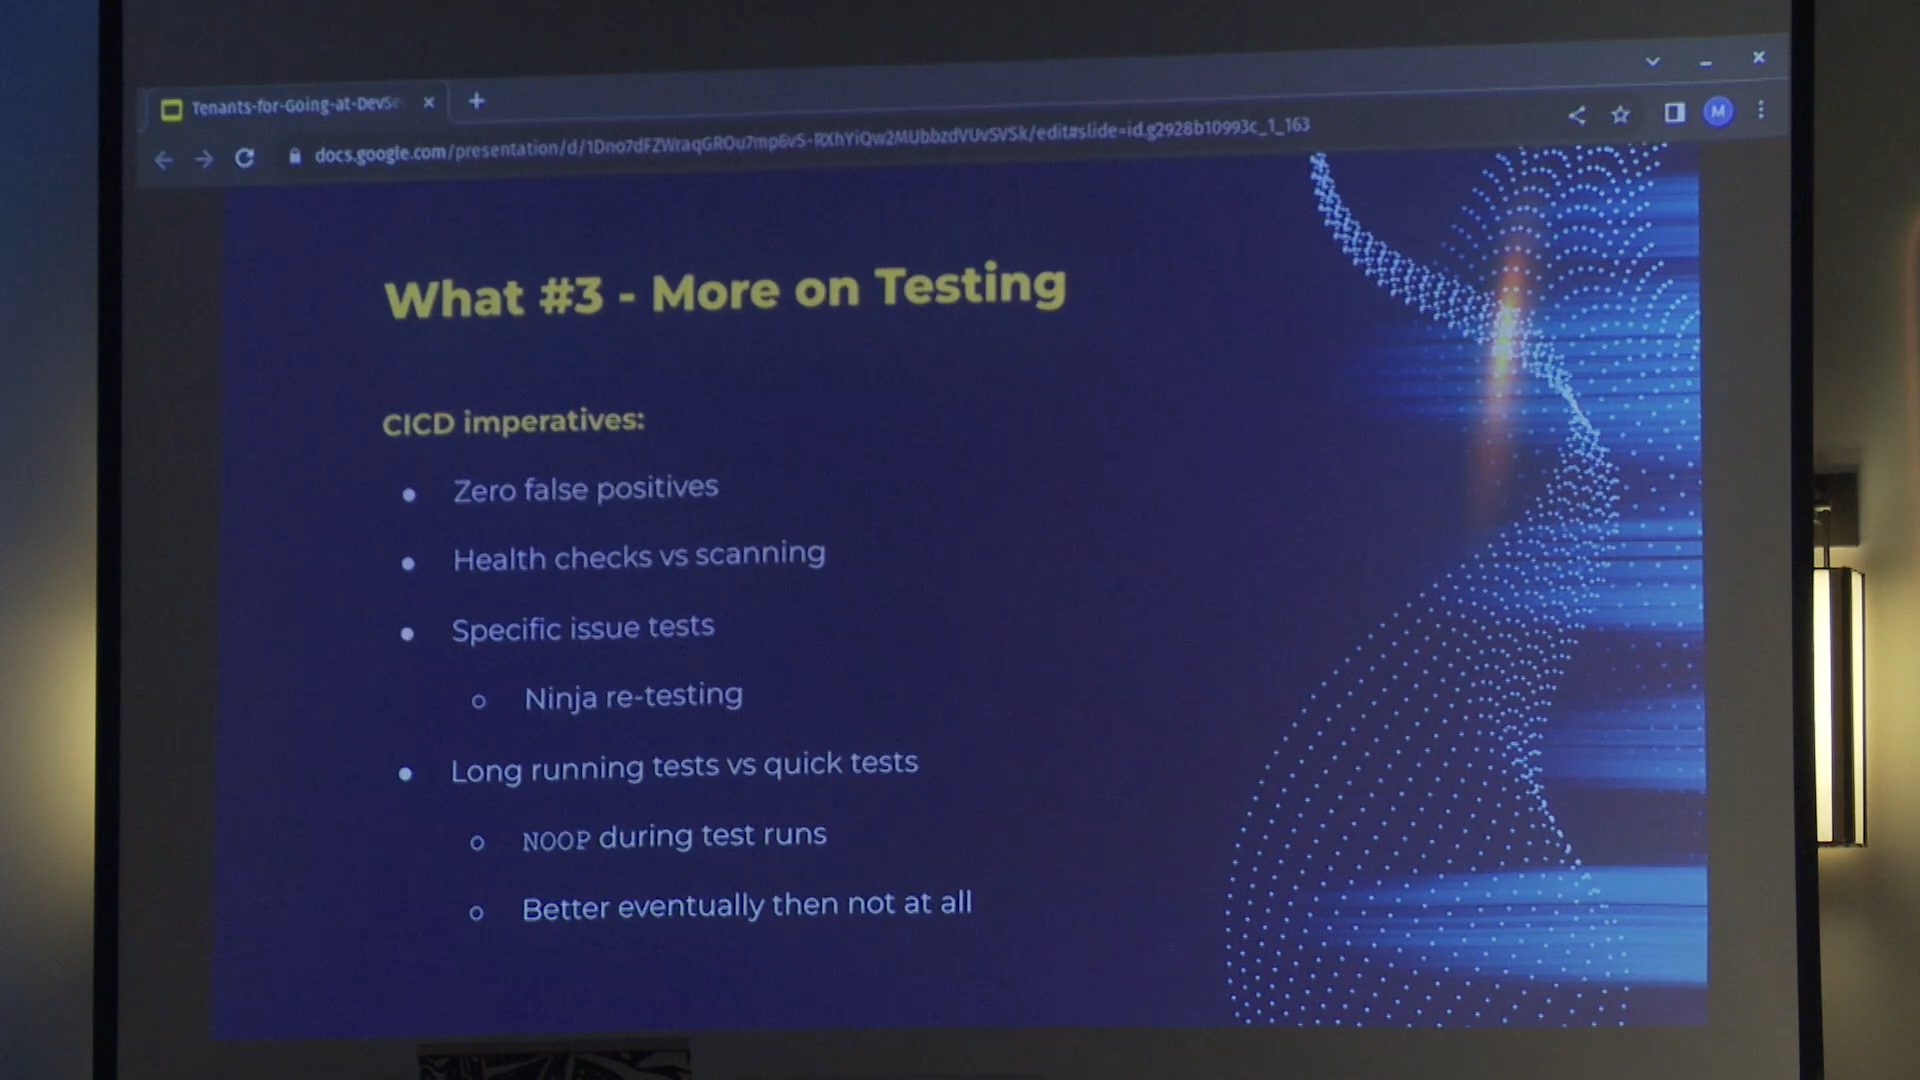 Tenants-for-Going-at-DevSe
docs.google.com/presentation/d/1Dno7dFZWraqGROu7mp6vS-RXhYiQw2MUbbzdVUvSVSk/edit#slide=id.g2928b10993c_1_163
M
What #3 - More on Testing
CICD imperatives:
Zero false positives
Health checks vs scanning
Specific issue tests
Ninja re-testing
Long running tests vs quick tests
NOOP during test runs
Better eventually then not at all